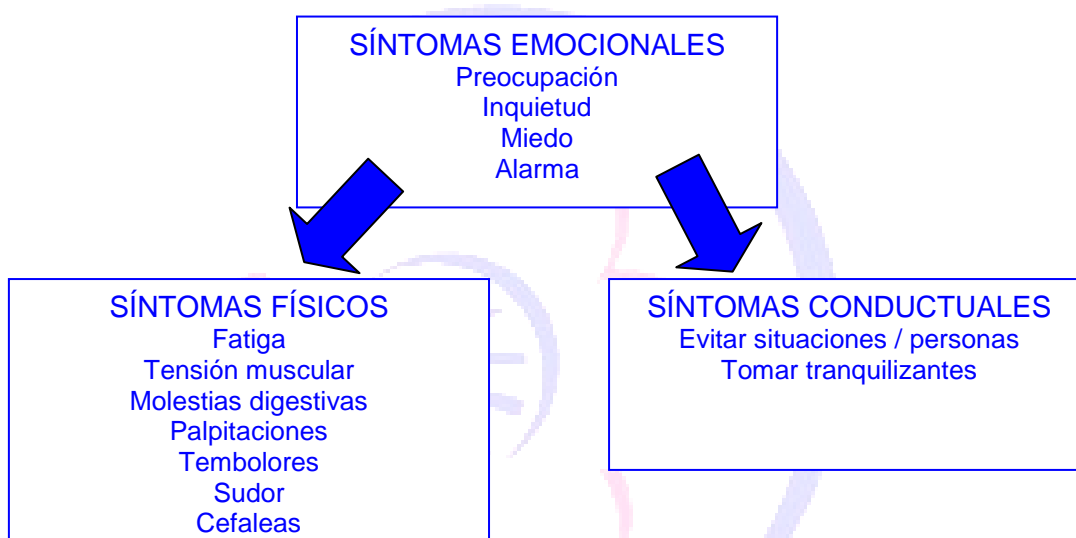 SÍNTOMAS EMOCIONALES
Preocupación
Inquietud
Miedo
Alarma
SÍNTOMAS FÍSICOS
Fatiga
Tensión muscular
Molestias digestivas
Palpitaciones
Tembolores
Sudor
Cefaleas
SÍNTOMAS CONDUCTUALES
Evitar situaciones / personas
Tomar tranquilizantes